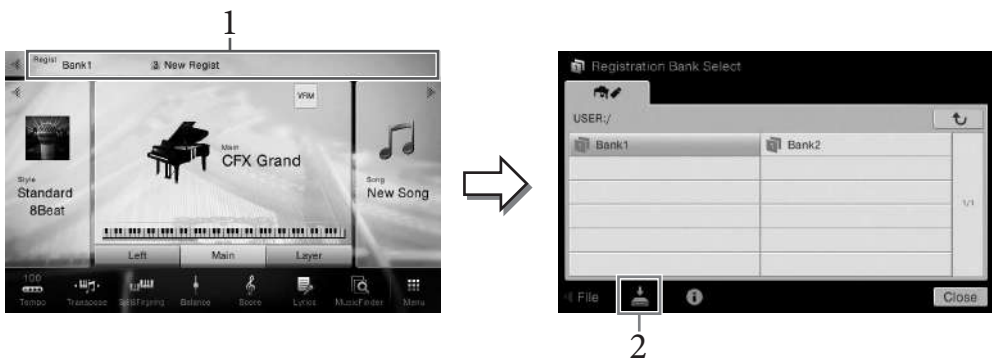 1
Regist Bank1 New Regist
VRM
Main
CFX Grand
Style
Standard
8Beat
Song
New Song
Left Main Layer
100
Tempo Transpose Split&Fingering Balance Score Lyrics MusicFinder Menu
Registration Bank Select
USER:/
Bank1 Bank2
1/1
File Close
2